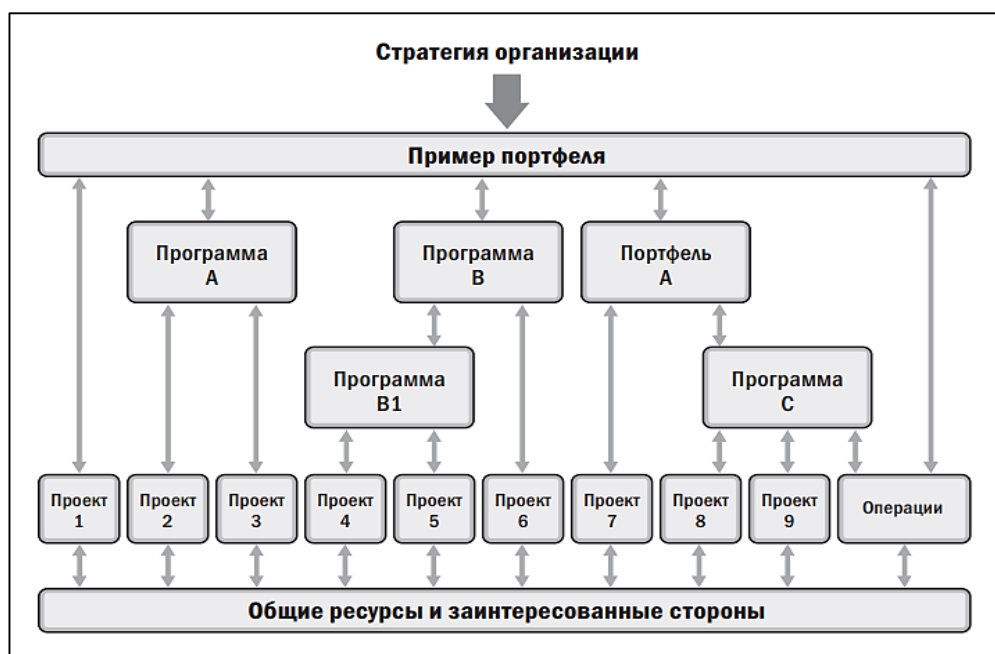 Стратегия организации
Пример портфеля
Программа
A
Программа
B
Портфель
A
Программа
B1
Программа
C
Проект
1
Проект
2
Проект
3
Проект
4
Проект
5
Проект
6
Проект
7
Проект
8
Проект
9
Операции
Общие ресурсы и заинтересованные стороны